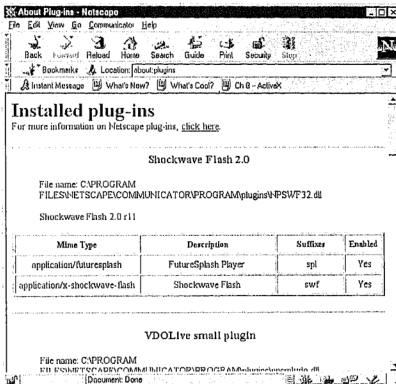 About Plug-ins - Netscape
File Edit View Go Communicator Help
Back Forward Reload Home Search Guide Print Security Stop
Bookmarks Location: about:plugins
Instant Message What's New? What's Cool? Ch 8 - ActiveX
Installed plug-ins
For more information on Netscape plug-ins, click here.
Shockwave Flash 2.0
File name: C:\PROGRAM
FILES\NETSCAPE\COMMUNICATOR\PROGRAM\plugins\NPSWF32.dll
Shockwave Flash 2.0 r11
Mime Type Description Suffixes Enabled
application/futuresplash FutureSplash Player spl Yes
application/x-shockwave-flash Shockwave Flash swf Yes
VDOLive small plugin
File name: C:\PROGRAM
Document: Done